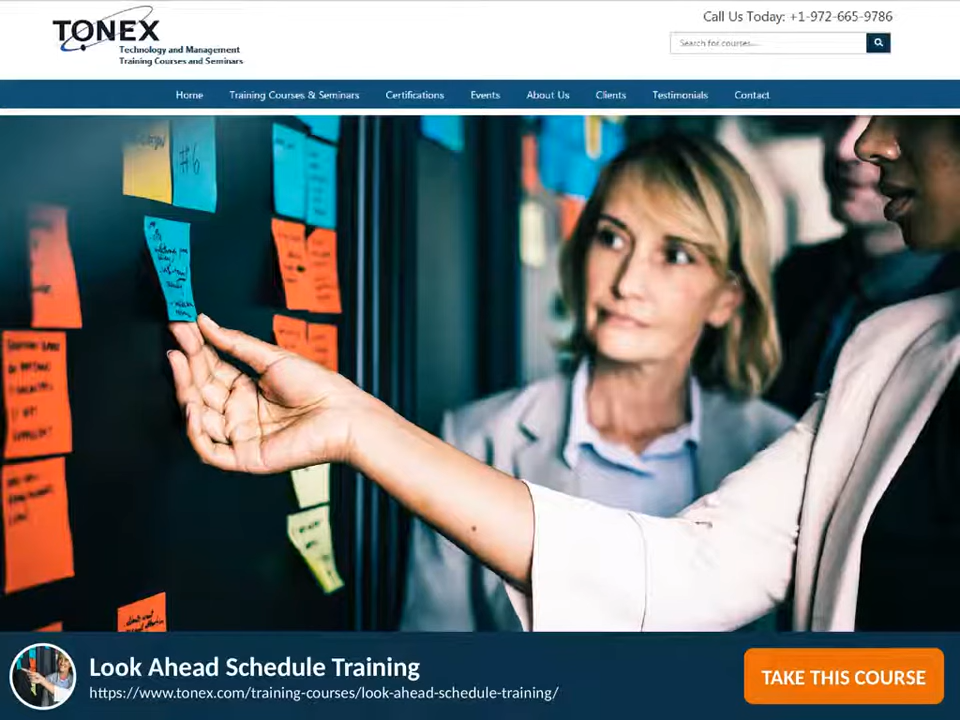 TONEX
Technology and Management
Training Courses and Seminars
Call Us Today: +1-972-665-9786
Search for courses....
Home
Training Courses & Seminars
Certifications
Events
About Us
Clients
Testimonials
Contact
#6
Look Ahead Schedule Training
https://www.tonex.com/training-courses/look-ahead-schedule-training/
TAKE THIS COURSE